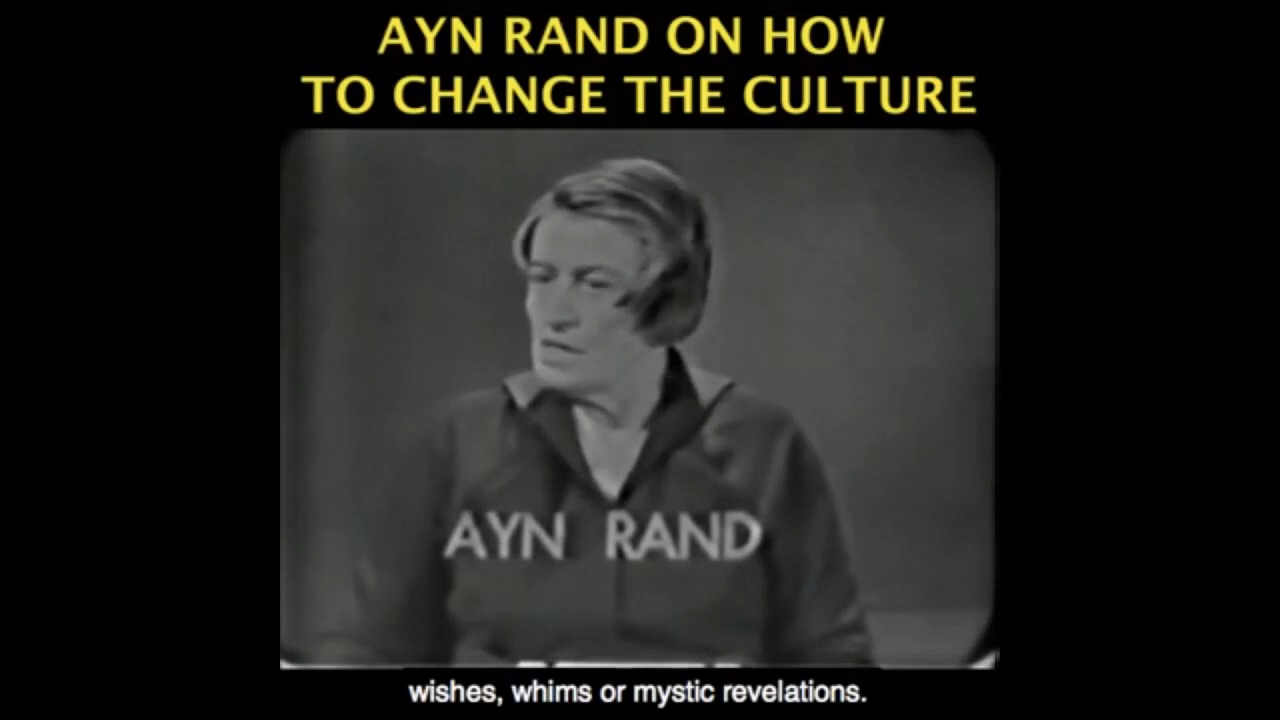 AYN RAND ON HOW
TO CHANGE THE CULTURE
AYN RAND
wishes, whims or mystic revelations.